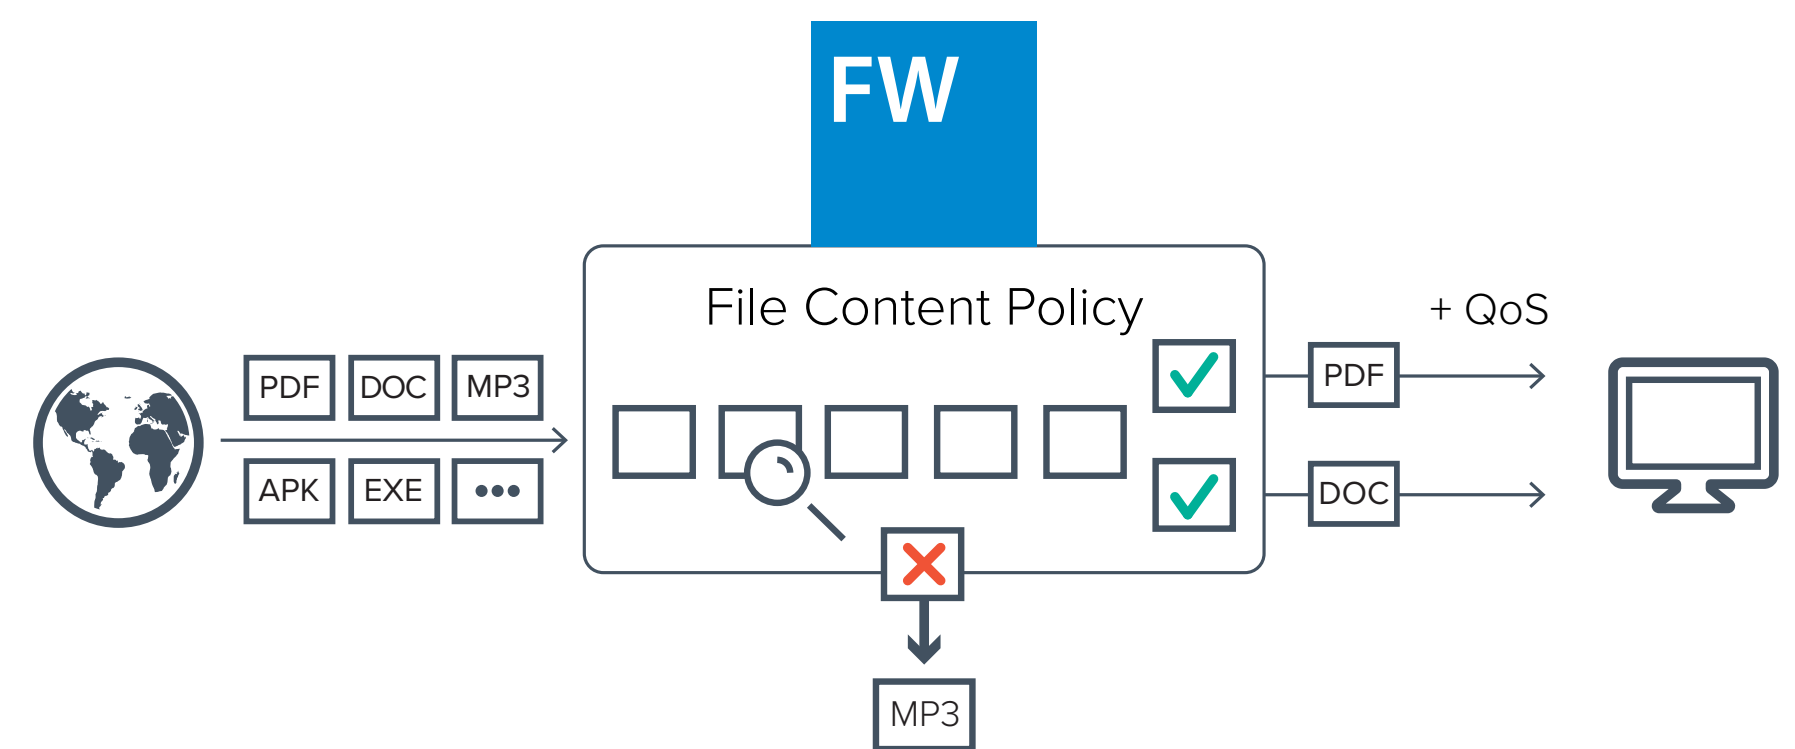 FW
File Content Policy
+ QoS
PDF DOC MP3
APK EXE •••
PDF
DOC
MP3